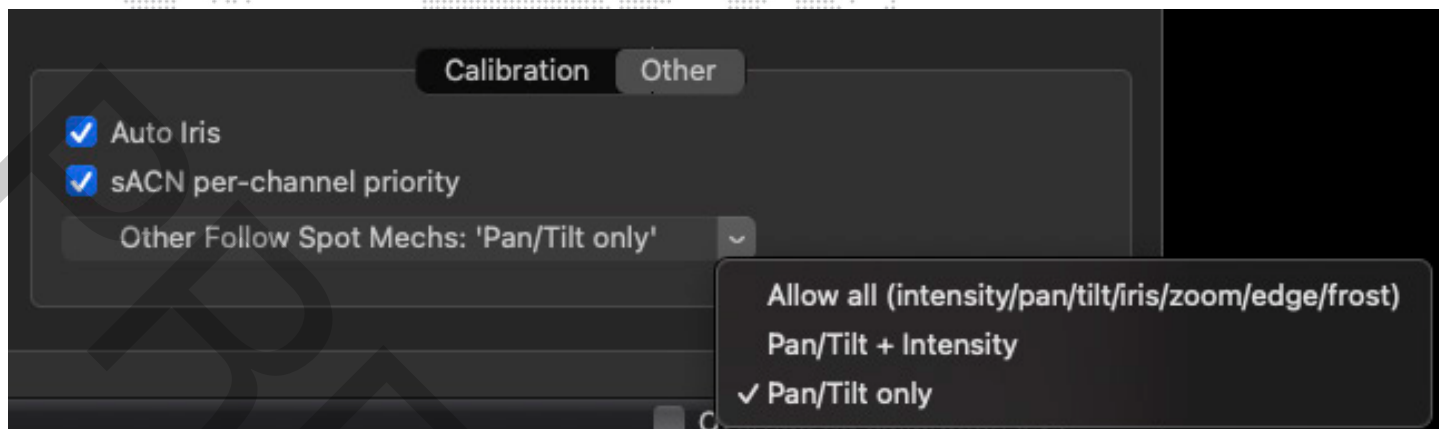 Calibration Other
Auto Iris
sACN per-channel priority
Other Follow Spot Mechs: 'Pan/Tilt only'
Allow all (intensity/pan/tilt/iris/zoom/edge/frost)
Pan/Tilt + Intensity
✓ Pan/Tilt only